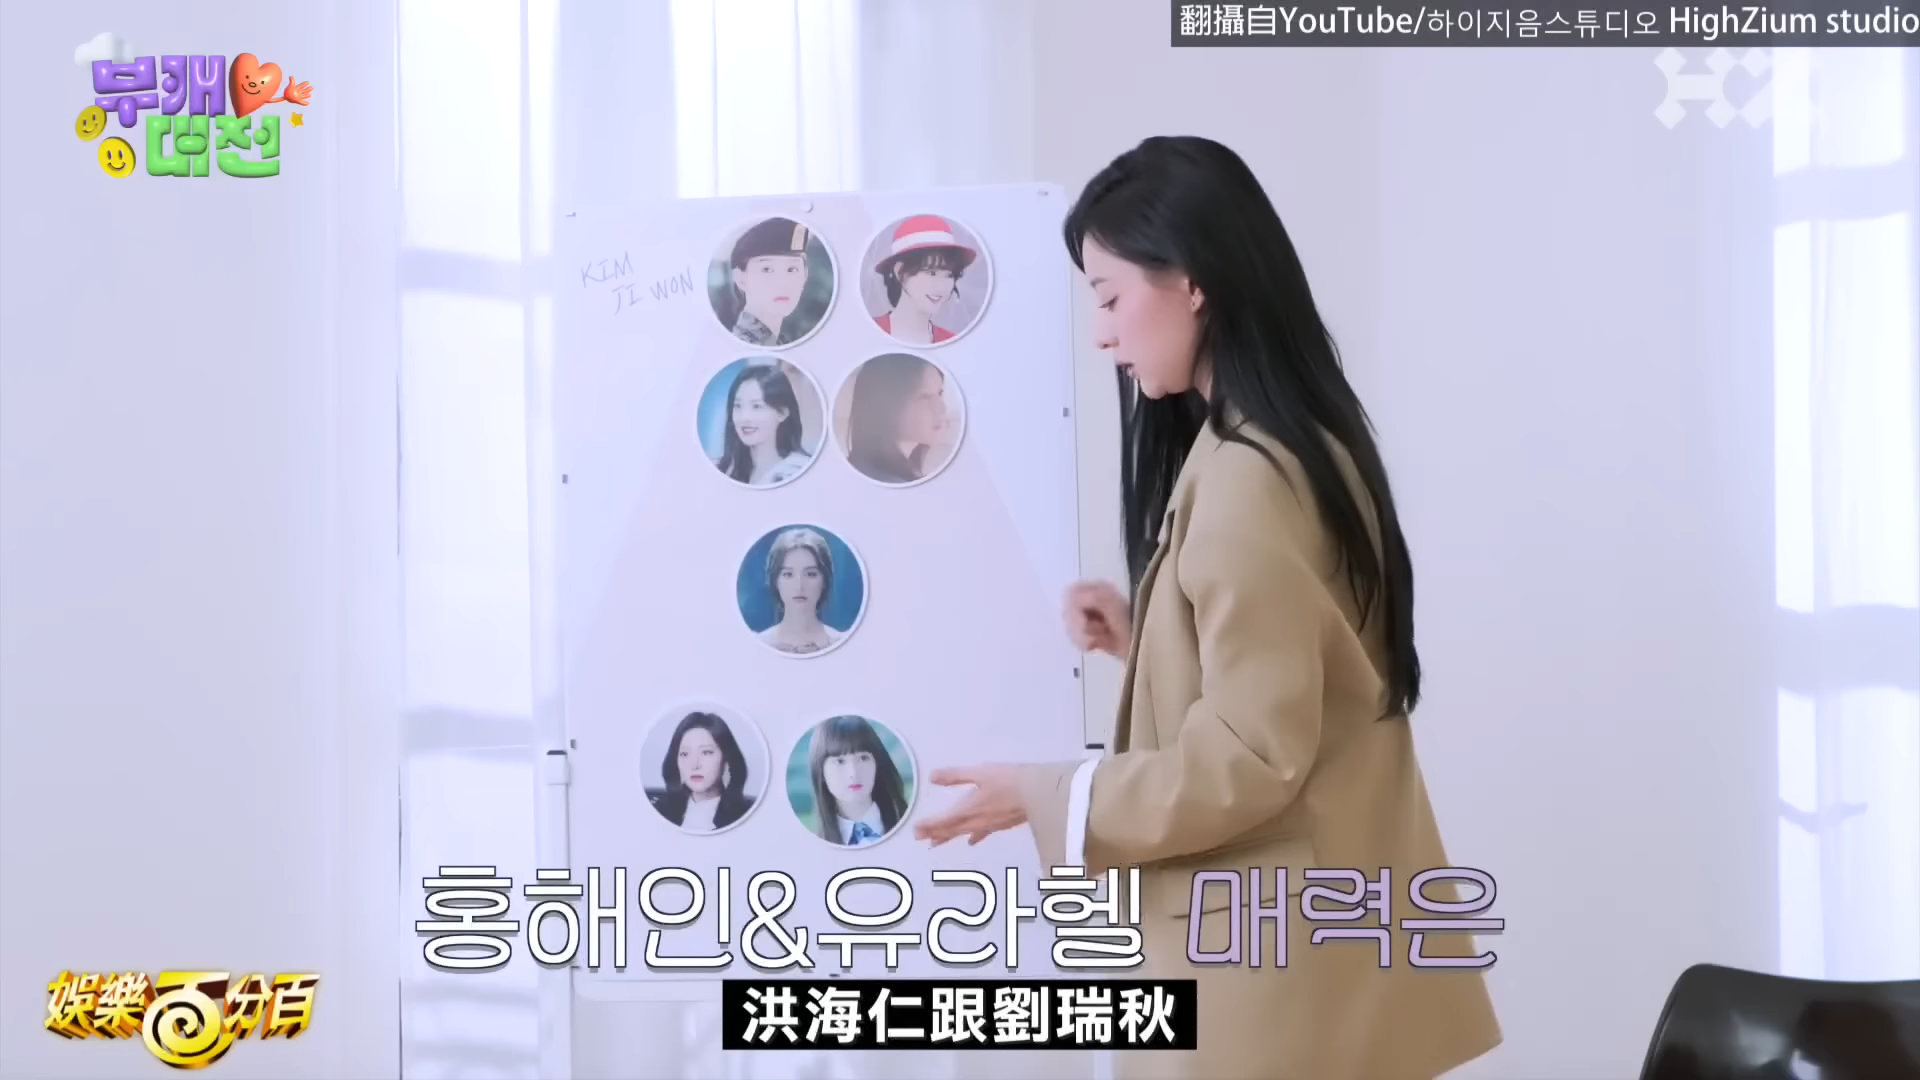 翻攝自YouTube/하이지음스튜디오 HighZium studio
부캐
대전
KIM
JI WON
홍해인&유라헬 매력은
洪海仁跟劉瑞秋
娛樂百分百